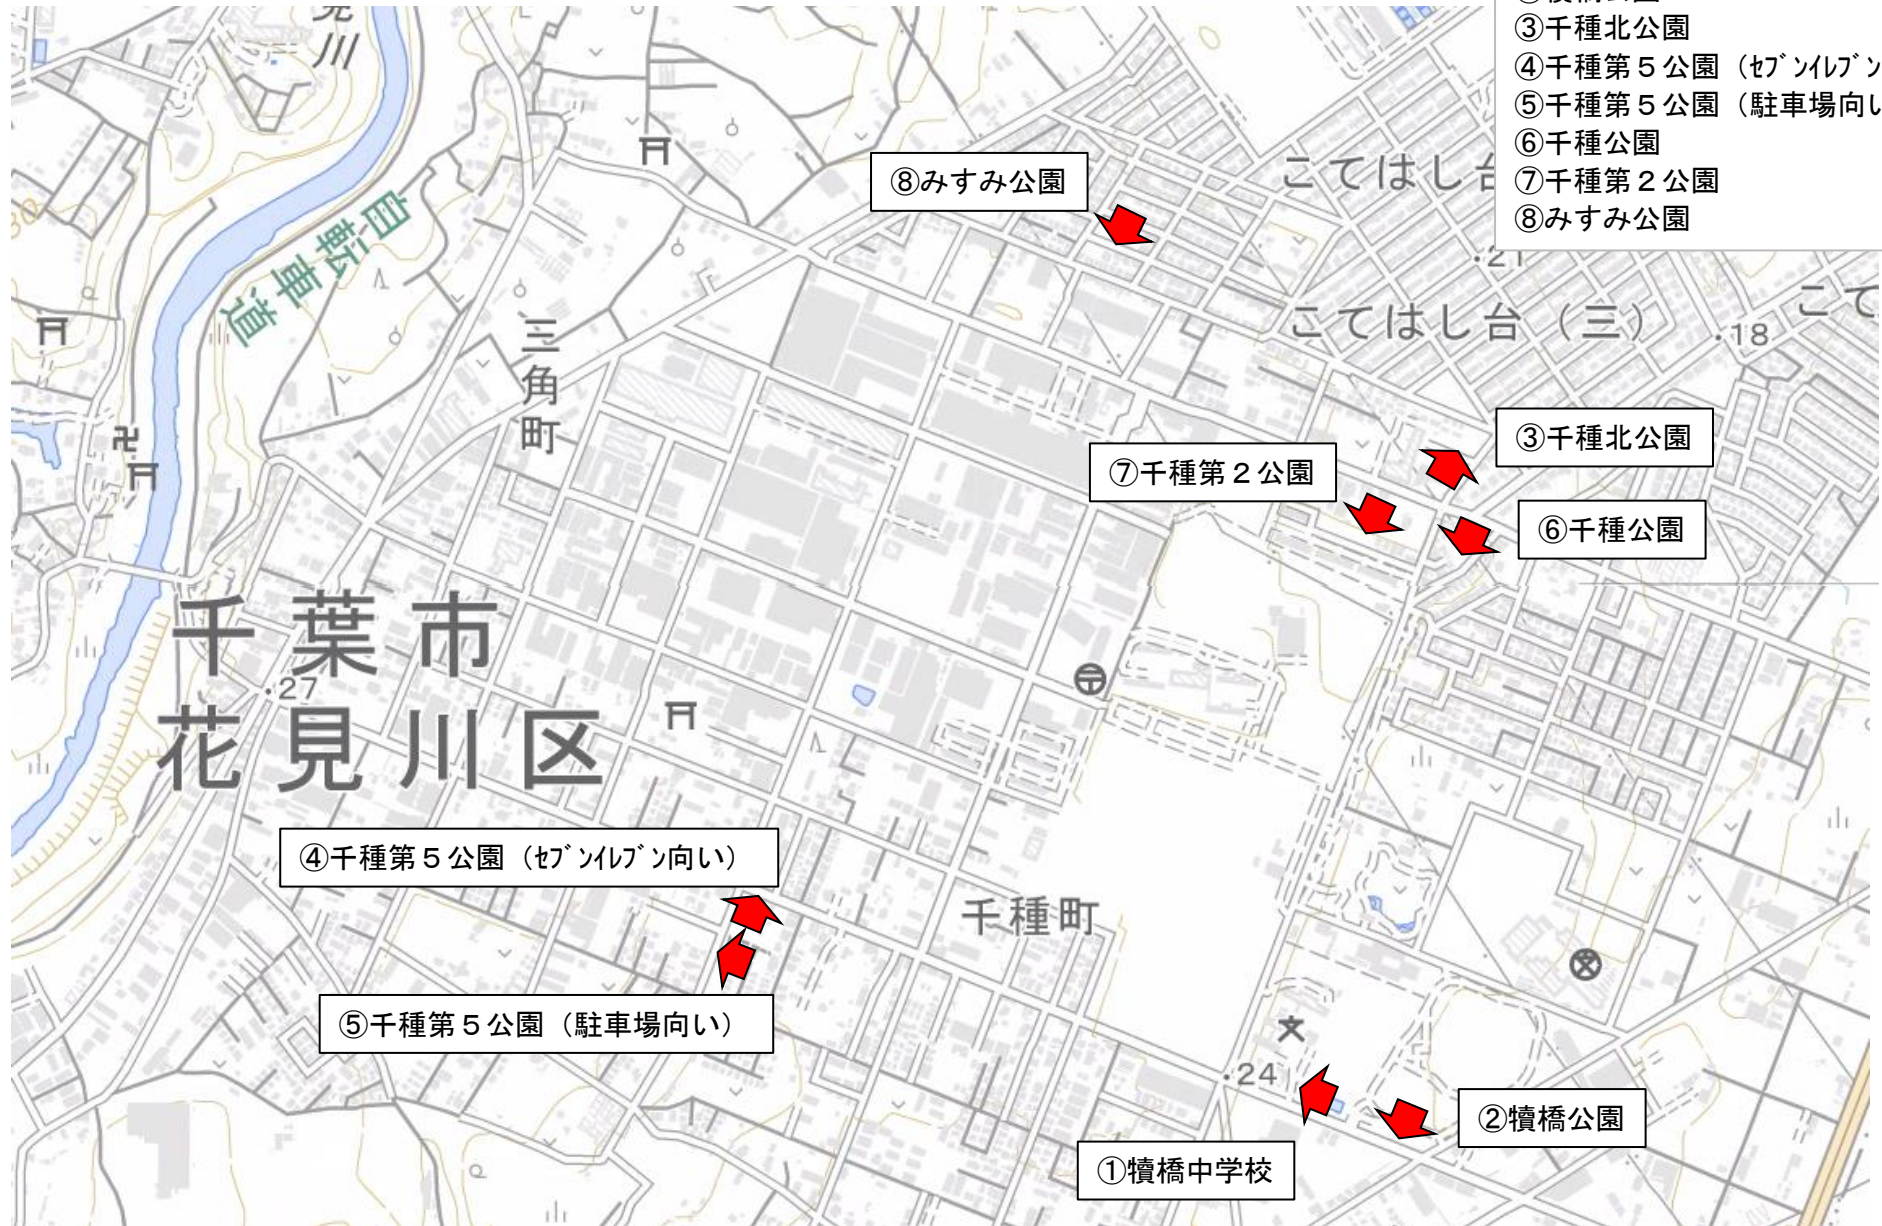 ③千種北公園
④千種第５公園（ｾﾌﾞﾝｲﾚﾌﾞﾝ
⑤千種第５公園（駐車場向い
⑥千種公園
⑦千種第２公園
⑧みすみ公園
見川
自転車道
⑧みすみ公園
こてはし台
21
こてはし台（三）
こて
18
三角町
③千種北公園
⑦千種第２公園
⑥千種公園
千葉市
花見川区
27
④千種第５公園（ｾﾌﾞﾝｲﾚﾌﾞﾝ向い）
千種町
⑤千種第５公園（駐車場向い）
24
②犢橋公園
①犢橋中学校